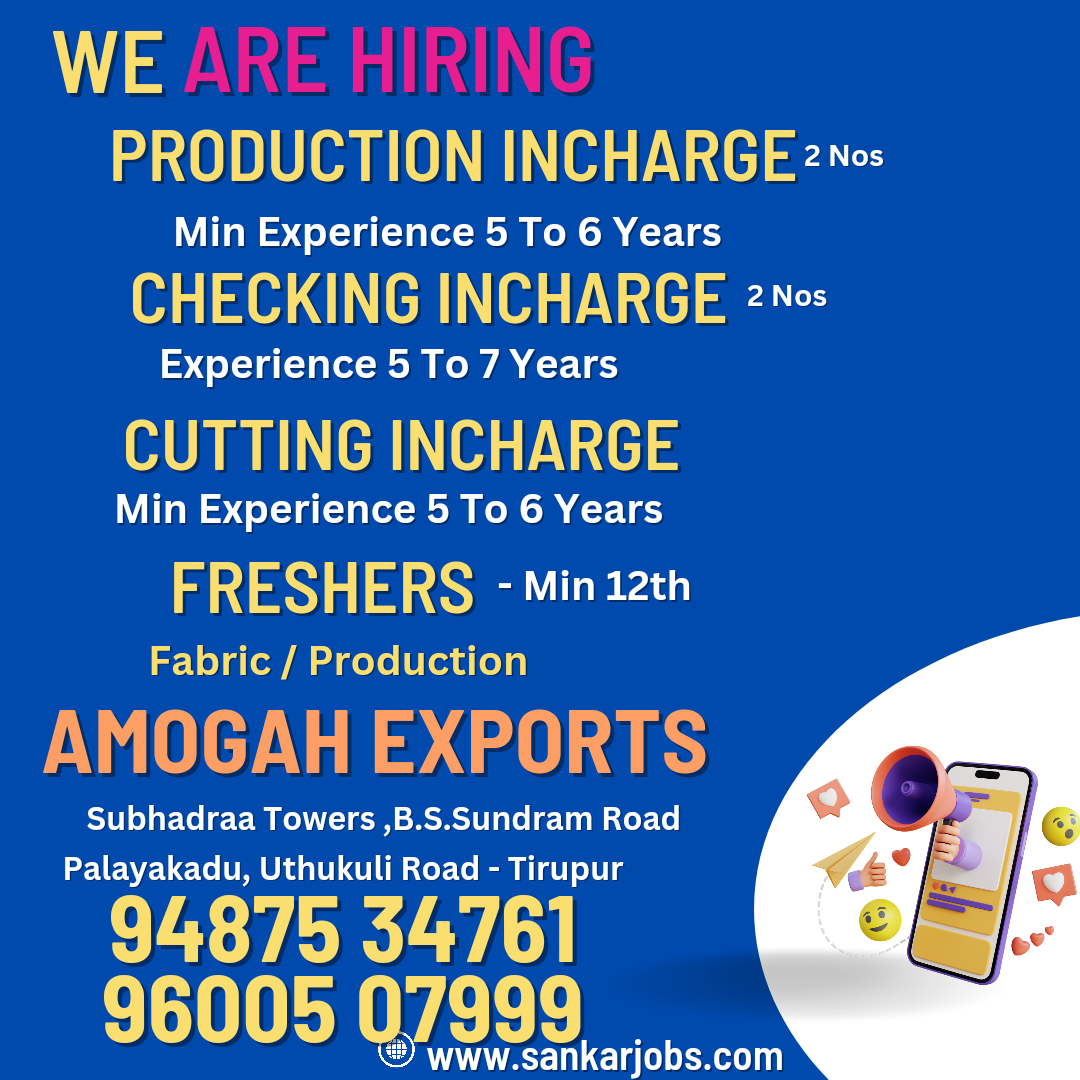 WE ARE HIRING
PRODUCTION INCHARGE 2 Nos
Min Experience 5 To 6 Years
CHECKING INCHARGE 2 Nos
Experience 5 To 7 Years
CUTTING INCHARGE
Min Experience 5 To 6 Years
FRESHERS - Min 12th
Fabric / Production
AMOGAH EXPORTS
Subhadraa Towers ,B.S.Sundram Road
Palayakadu, Uthukuli Road - Tirupur
94875 34761
96005 07999
www.sankarjobs.com